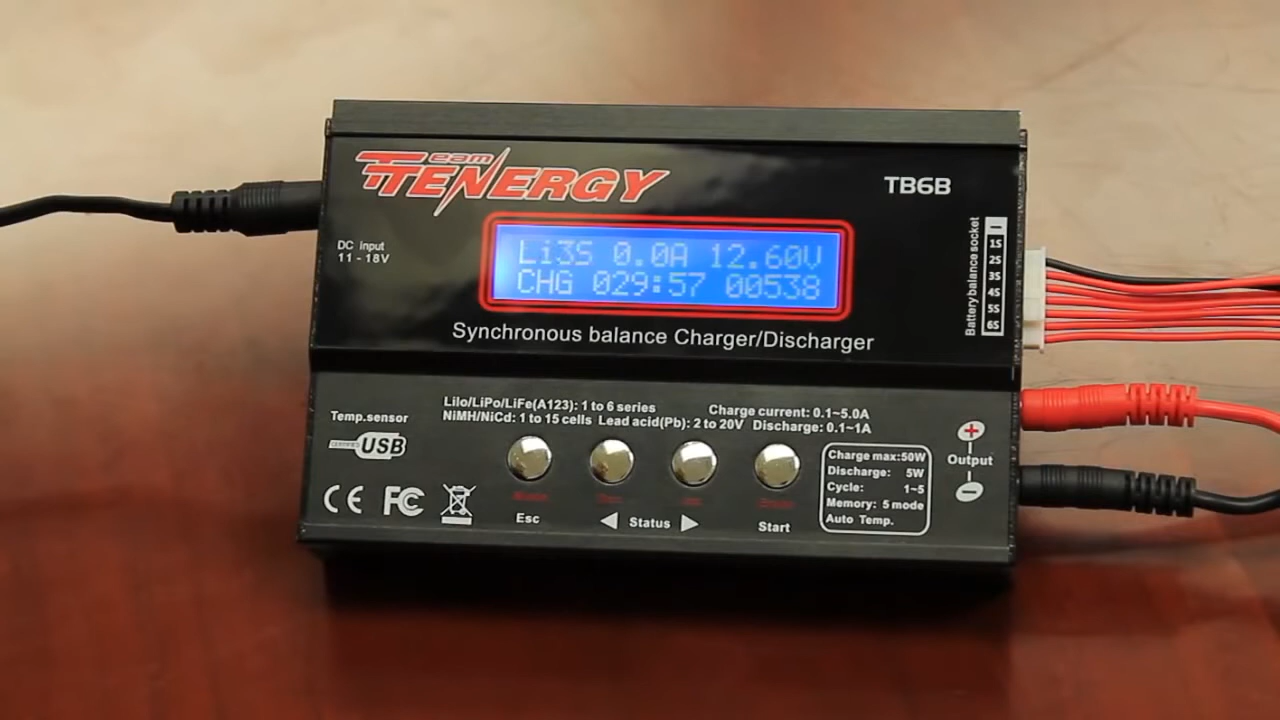 Team TENERGY
TB6B
DC Input
11 - 18V
Li3S 0.0A 12.60V
CHG 029:57 00538
Synchronous balance Charger/Discharger
Battery balance socket
−
1S
2S
3S
4S
5S
6S
LiIo/LiPo/LiFe(A123): 1 to 6 series
Charge current: 0.1~5.0A
NiMH/NiCd: 1 to 15 cells Lead acid(Pb): 2 to 20V Discharge: 0.1~1A
Temp.sensor
CERTIFIED USB
CE FC
Esc
◀ Status ▶
Start
Charge max:50W
Discharge: 5W
Cycle: 1~5
Memory: 5 mode
Auto Temp.
+
Output
−